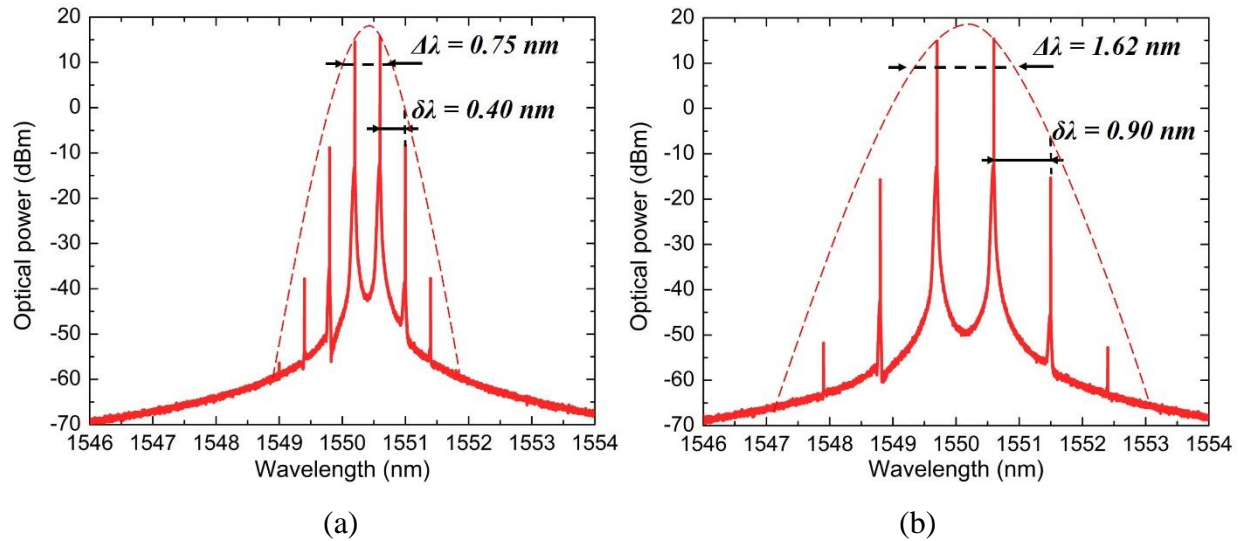 20
10
0
-10
-20
-30
-40
-50
-60
-70
Optical power (dBm)
Δλ = 0.75 nm
δλ = 0.40 nm
1546 1547 1548 1549 1550 1551 1552 1553 1554
Wavelength (nm)
(a)
20
10
0
-10
-20
-30
-40
-50
-60
-70
Optical power (dBm)
Δλ = 1.62 nm
δλ = 0.90 nm
1546 1547 1548 1549 1550 1551 1552 1553 1554
Wavelength (nm)
(b)